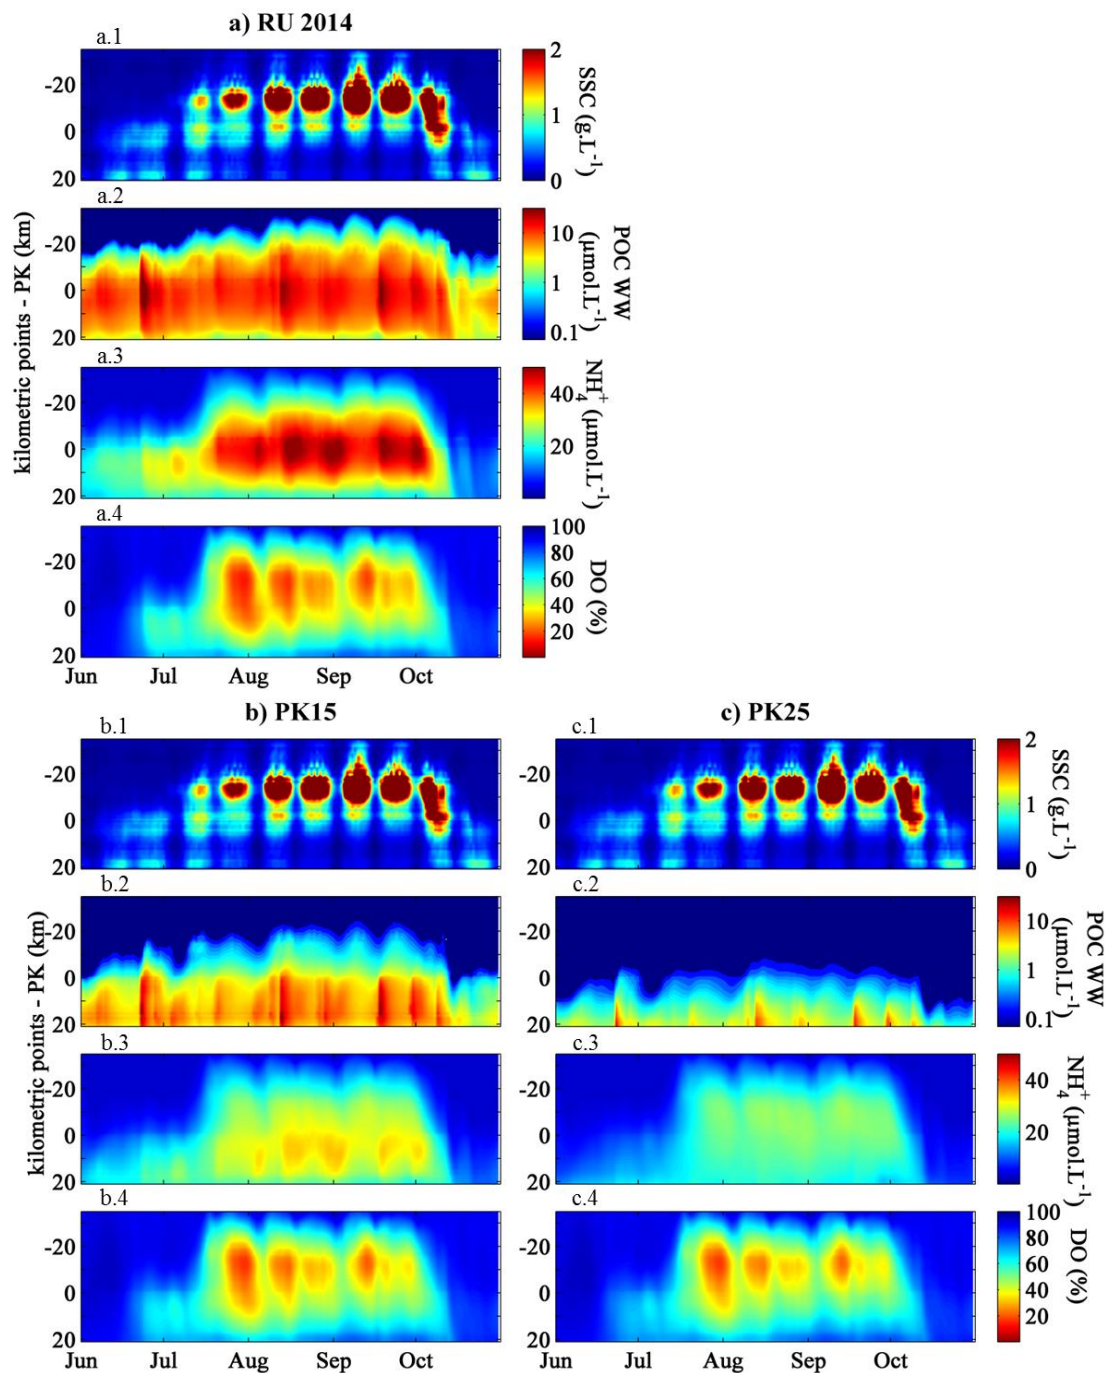 a) RU 2014
a.1
-20
0
20
2
1
0
SSC (g.L⁻¹)
a.2
-20
0
20
10
1
0.1
POC WW
(μmol.L⁻¹)
a.3
-20
0
20
40
20
NH₄⁺ (μmol.L⁻¹)
a.4
-20
0
20
100
80
60
40
20
DO (%)
kilometric points - PK (km)
Jun Jul Aug Sep Oct
b) PK15 c) PK25
b.1 c.1
-20 -20
0 0
20 20
2
1
0
SSC (g.L⁻¹)
b.2 c.2
-20 -20
0 0
20 20
10
1
0.1
POC WW
(μmol.L⁻¹)
b.3 c.3
-20 -20
0 0
20 20
40
20
NH₄⁺ (μmol.L⁻¹)
b.4 c.4
-20 -20
0 0
20 20
100
80
60
40
20
DO (%)
kilometric points - PK (km)
Jun Jul Aug Sep Oct Jun Jul Aug Sep Oct